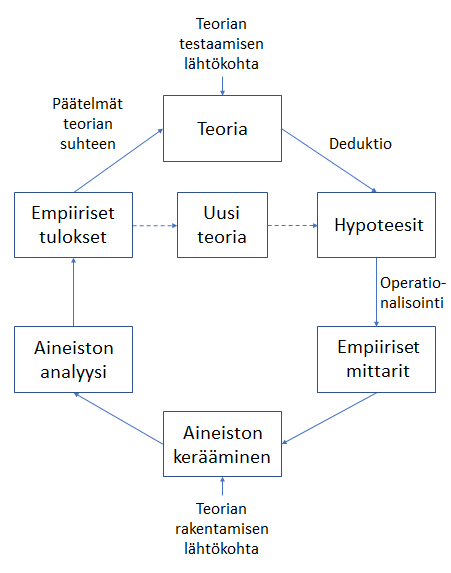 Teorian
testaamisen
lähtökohta
Päätelmät
teorian
suhteen
Teoria
Deduktio
Empiiriset
tulokset
Uusi
teoria
Hypoteesit
Operatio-
nalisointi
Aineiston
analyysi
Empiiriset
mittarit
Aineiston
kerääminen
Teorian
rakentamisen
lähtökohta